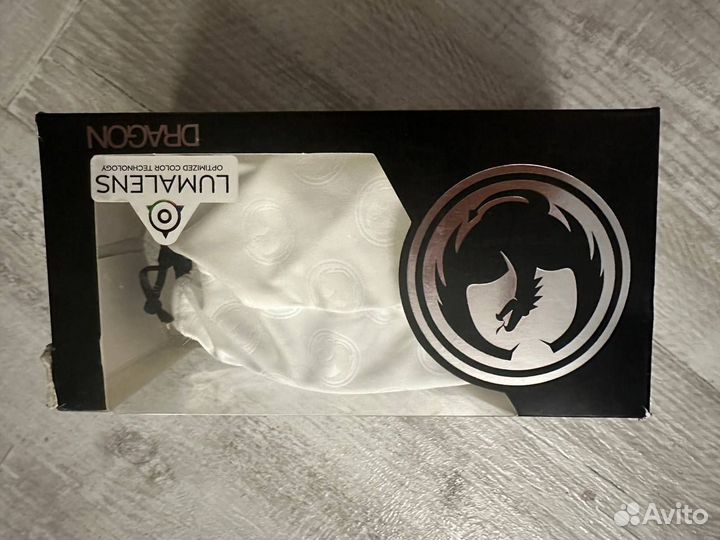 DRAGON
LUMALENS
OPTIMIZED COLOR TECHNOLOGY
Avito